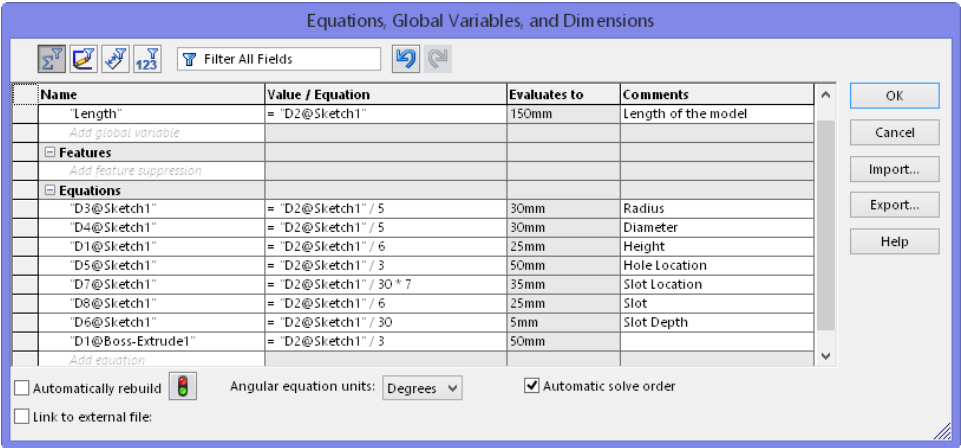 Equations, Global Variables, and Dimensions
Σ 123 Filter All Fields
Name Value / Equation Evaluates to Comments
"Length" = "D2@Sketch1" 150mm Length of the model
Add global variable
Features
Add feature suppression
Equations
"D3@Sketch1" = "D2@Sketch1" / 5 30mm Radius
"D4@Sketch1" = "D2@Sketch1" / 5 30mm Diameter
"D1@Sketch1" = "D2@Sketch1" / 6 25mm Height
"D5@Sketch1" = "D2@Sketch1" / 3 50mm Hole Location
"D7@Sketch1" = "D2@Sketch1" / 30 * 7 35mm Slot Location
"D8@Sketch1" = "D2@Sketch1" / 6 25mm Slot
"D6@Sketch1" = "D2@Sketch1" / 30 5mm Slot Depth
"D1@Boss-Extrude1" = "D2@Sketch1" / 3 50mm
Add equation
OK
Cancel
Import...
Export...
Help
Automatically rebuild Angular equation units: Degrees Automatic solve order
Link to external file: